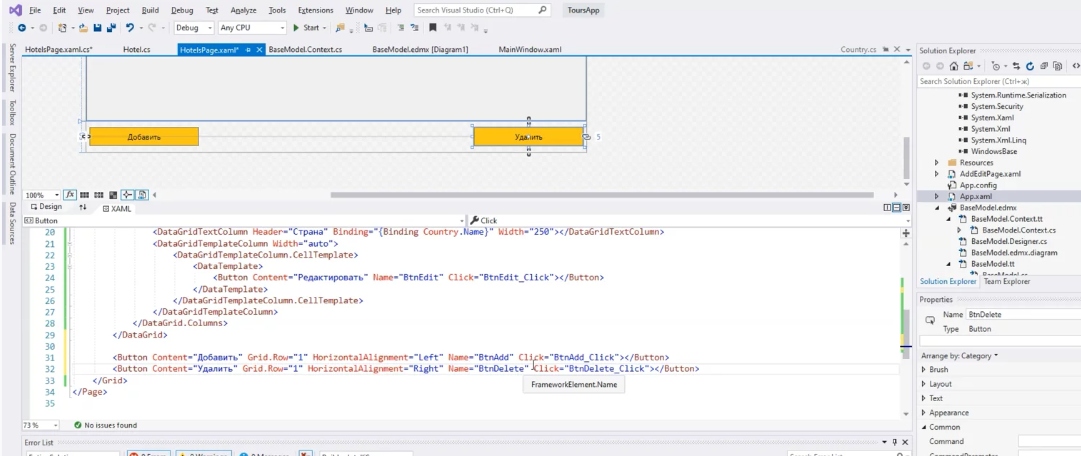 File Edit View Project Build Debug Test Analyze Tools Extensions Window Help Search Visual Studio (Ctrl+Q) ToursApp
Debug Any CPU Start
HotelsPage.xaml.cs* Hotel.cs HotelsPage.xaml* BaseModel.Context.cs BaseModel.edmx [Diagram1] MainWindow.xaml Country.cs
Server Explorer
Toolbox
Document Outline
Data Sources
Добавить Удалить 5
100% fx
Design XAML
Button Click
20 <DataGridTextColumn Header="Страна" Binding="{Binding Country.Name}" Width="250"></DataGridTextColumn>
21 <DataGridTemplateColumn Width="auto">
22 <DataGridTemplateColumn.CellTemplate>
23 <DataTemplate>
24 <Button Content="Редактировать" Name="BtnEdit" Click="BtnEdit_Click"></Button>
25 </DataTemplate>
26 </DataGridTemplateColumn.CellTemplate>
27 </DataGridTemplateColumn>
28 </DataGrid.Columns>
29 </DataGrid>
30
31 <Button Content="Добавить" Grid.Row="1" HorizontalAlignment="Left" Name="BtnAdd" Click="BtnAdd_Click"></Button>
32 <Button Content="Удалить" Grid.Row="1" HorizontalAlignment="Right" Name="BtnDelete" Click="BtnDelete_Click"></Button>
33 </Grid>
34 </Page>
35
FrameworkElement.Name
73 % No issues found
Error List
Solution Explorer
Search Solution Explorer (Ctrl+ж)
System.Runtime.Serialization
System.Security
System.Xaml
System.Xml
System.Xml.Linq
WindowsBase
Resources
AddEditPage.xaml
App.config
App.xaml
BaseModel.edmx
BaseModel.Context.tt
BaseModel.Context.cs
BaseModel.Designer.cs
BaseModel.edmx.diagram
BaseModel.tt
Solution Explorer Team Explorer
Properties
Name BtnDelete
Type Button
Arrange by: Category
Brush
Layout
Text
Appearance
Common
Command